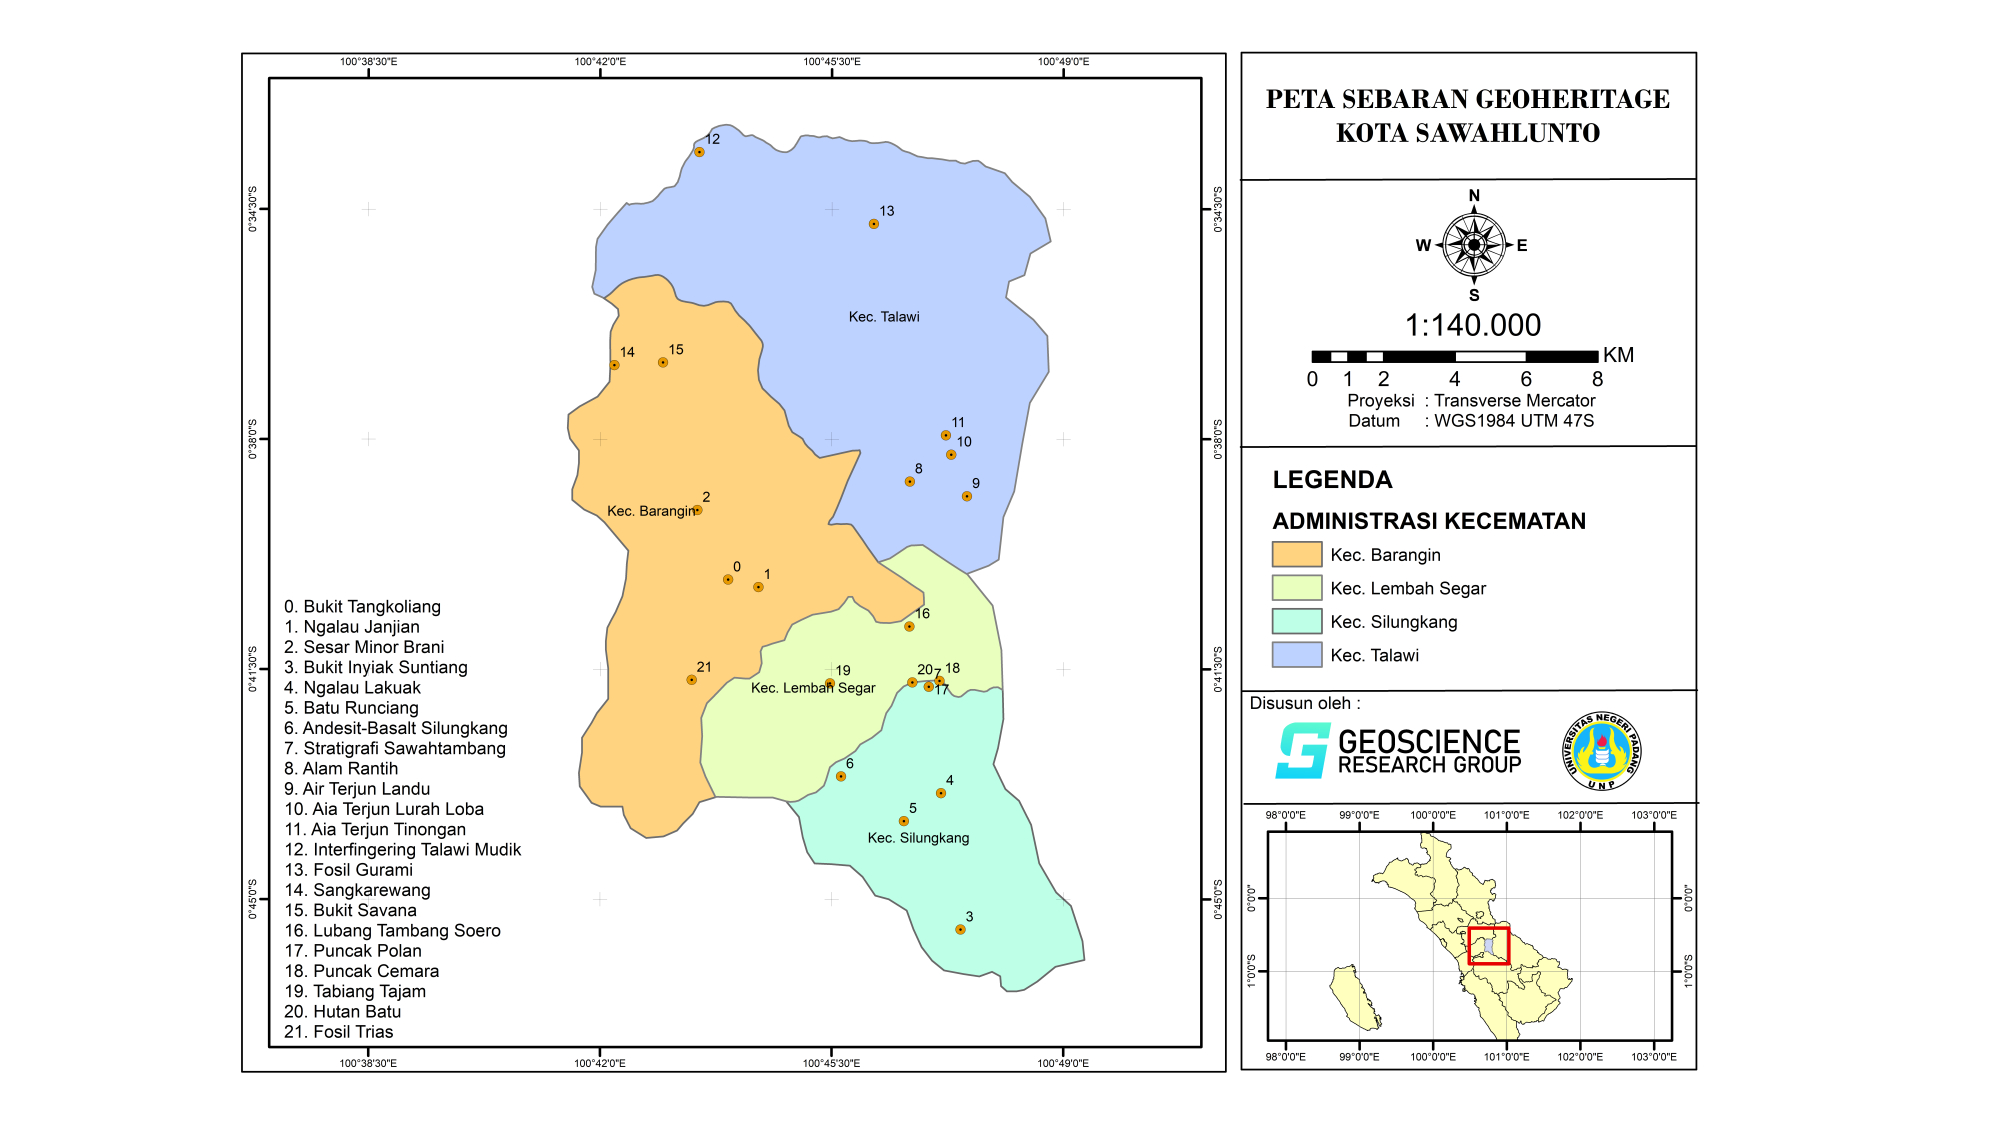 100°38'30"E 100°42'0"E 100°45'30"E 100°49'0"E
0°34'30"S 0°34'30"S
0°38'0"S 0°38'0"S
0°41'30"S 0°41'30"S
0°45'0"S 0°45'0"S
12
13
Kec. Talawi
14
15
11
10
8
9
2
Kec. Barangin
0
1
16
21
19
20
7
18
17
Kec. Lembah Segar
6
4
5
Kec. Silungkang
3
0. Bukit Tangkoliang
1. Ngalau Janjian
2. Sesar Minor Brani
3. Bukit Inyiak Suntiang
4. Ngalau Lakuak
5. Batu Runciang
6. Andesit-Basalt Silungkang
7. Stratigrafi Sawahtambang
8. Alam Rantih
9. Air Terjun Landu
10. Aia Terjun Lurah Loba
11. Aia Terjun Tinongan
12. Interfingering Talawi Mudik
13. Fosil Gurami
14. Sangkarewang
15. Bukit Savana
16. Lubang Tambang Soero
17. Puncak Polan
18. Puncak Cemara
19. Tabiang Tajam
20. Hutan Batu
21. Fosil Trias
100°38'30"E 100°42'0"E 100°45'30"E 100°49'0"E
PETA SEBARAN GEOHERITAGE
KOTA SAWAHLUNTO
N
W E
S
1:140.000
KM
0 1 2 4 6 8
Proyeksi : Transverse Mercator
Datum : WGS1984 UTM 47S
LEGENDA
ADMINISTRASI KECEMATAN
Kec. Barangin
Kec. Lembah Segar
Kec. Silungkang
Kec. Talawi
Disusun oleh :
GEOSCIENCE
RESEARCH GROUP
UNIVERSITAS NEGERI PADANG
UNP
98°0'0"E 99°0'0"E 100°0'0"E 101°0'0"E 102°0'0"E 103°0'0"E
0°0'0" 0°0'0"
1°0'0"S 1°0'0"S
98°0'0"E 99°0'0"E 100°0'0"E 101°0'0"E 102°0'0"E 103°0'0"E